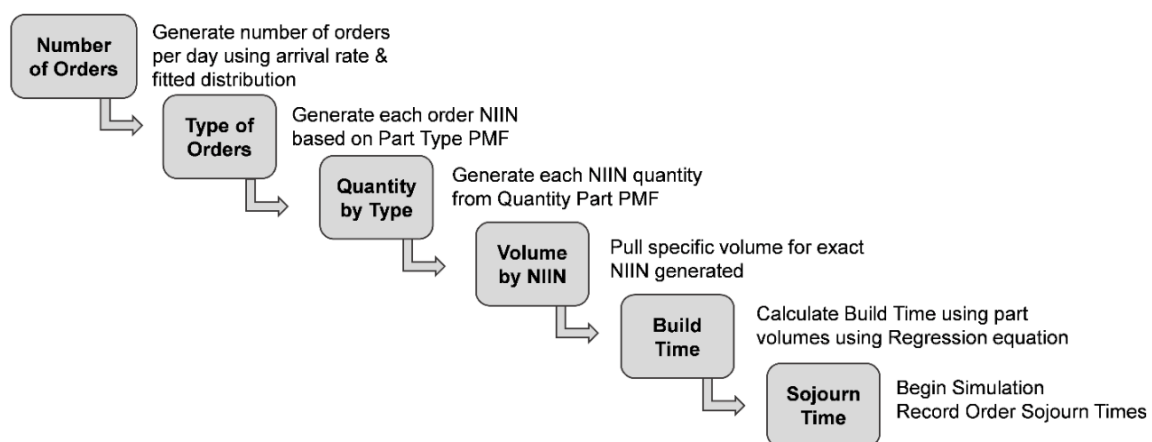 Number
of Orders
Generate number of orders
per day using arrival rate &
fitted distribution
Type of
Orders
Generate each order NIIN
based on Part Type PMF
Quantity
by Type
Generate each NIIN quantity
from Quantity Part PMF
Volume
by NIIN
Pull specific volume for exact
NIIN generated
Build
Time
Calculate Build Time using part
volumes using Regression equation
Sojourn
Time
Begin Simulation
Record Order Sojourn Times